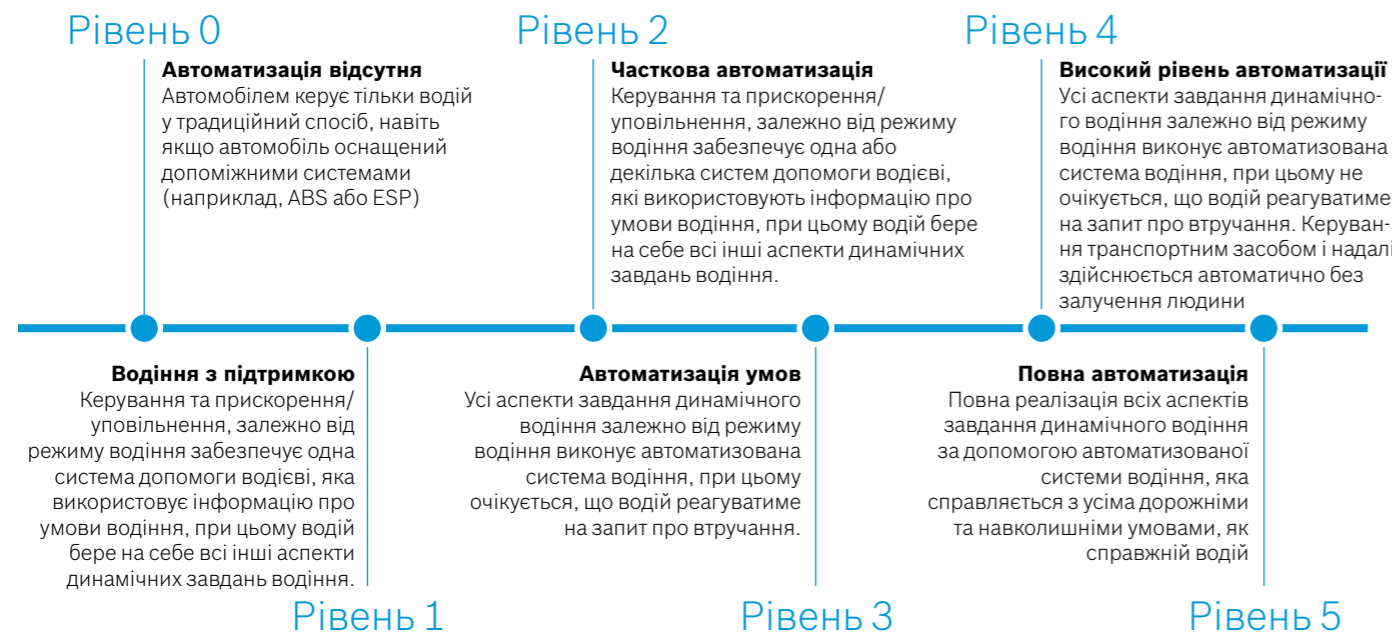 Рівень 0
Автоматизація відсутня
Автомобілем керує тільки водій
у традиційний спосіб, навіть
якщо автомобіль оснащений
допоміжними системами
(наприклад, ABS або ESP)
Водіння з підтримкою
Керування та прискорення/
уповільнення, залежно від
режиму водіння забезпечує одна
система допомоги водієві, яка
використовує інформацію про
умови водіння, при цьому водій
бере на себе всі інші аспекти
динамічних завдань водіння.
Рівень 1
Рівень 2
Часткова автоматизація
Керування та прискорення/
уповільнення, залежно від режиму
водіння забезпечує одна або
декілька систем допомоги водієві,
які використовують інформацію про
умови водіння, при цьому водій бере
на себе всі інші аспекти динамічних
завдань водіння.
Автоматизація умов
Усі аспекти завдання динамічного
водіння залежно від режиму
водіння виконує автоматизована
система водіння, при цьому
очікується, що водій реагуватиме
на запит про втручання.
Рівень 3
Рівень 4
Високий рівень автоматизації
Усі аспекти завдання динамічно-
го водіння залежно від режиму
водіння виконує автоматизована
система водіння, при цьому не
очікується, що водій реагуватиме
на запит про втручання. Керуван-
ня транспортним засобом і надалі
здійснюється автоматично без
залучення людини
Повна автоматизація
Повна реалізація всіх аспектів
завдання динамічного водіння
за допомогою автоматизованої
системи водіння, яка
справляється з усіма дорожніми
та навколишніми умовами, як
справжній водій
Рівень 5